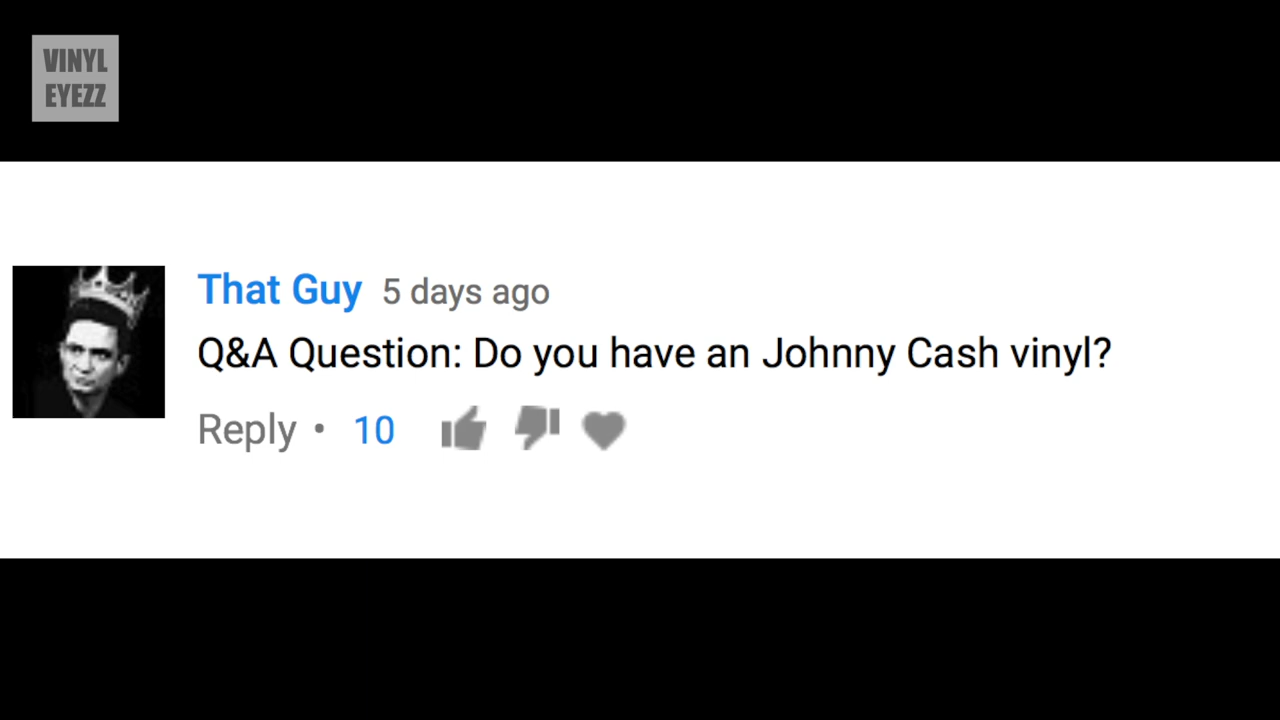 VINYL
EYEZZ
That Guy 5 days ago
Q&A Question: Do you have an Johnny Cash vinyl?
Reply • 10